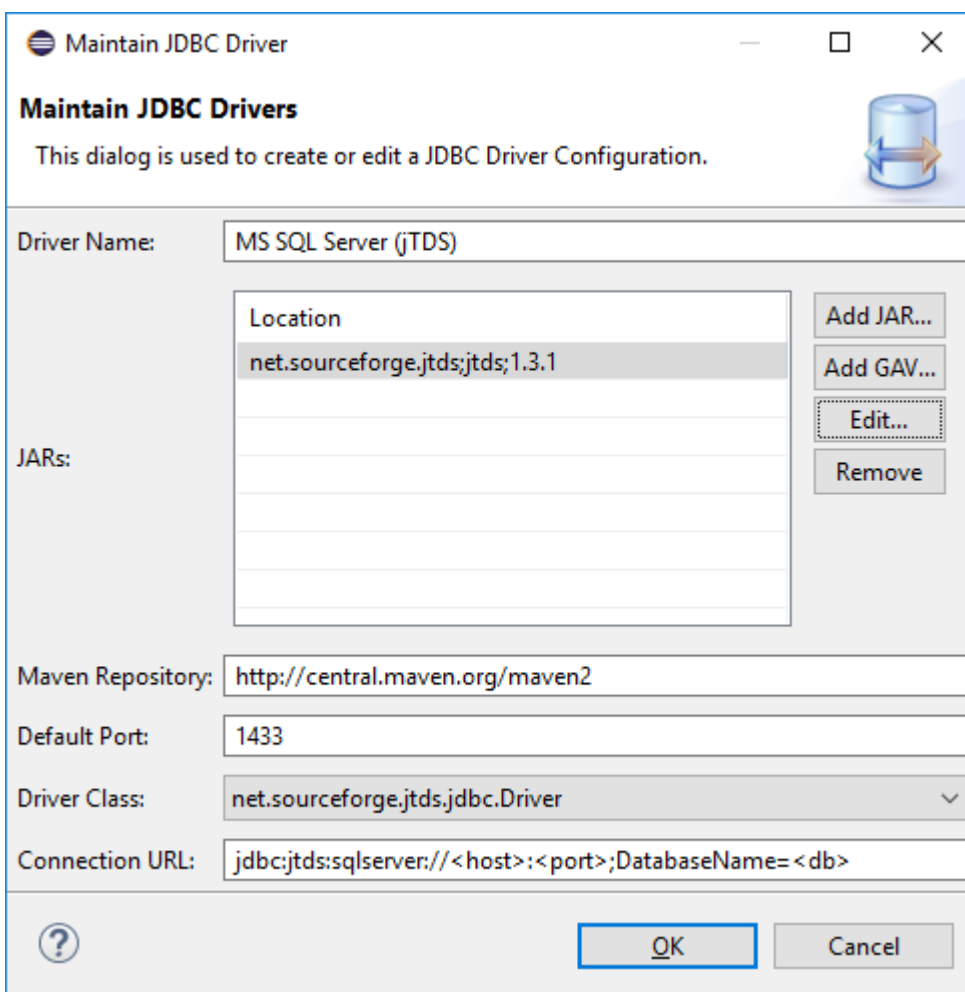 Maintain JDBC Driver
Maintain JDBC Drivers
This dialog is used to create or edit a JDBC Driver Configuration.
Driver Name: MS SQL Server (jTDS)
Location
Add JAR...
net.sourceforge.jtds;jtds;1.3.1
Add GAV...
Edit...
JARs:
Remove
Maven Repository: http://central.maven.org/maven2
Default Port: 1433
Driver Class: net.sourceforge.jtds.jdbc.Driver
Connection URL: jdbc:jtds:sqlserver://<host>:<port>;DatabaseName=<db>
? OK Cancel